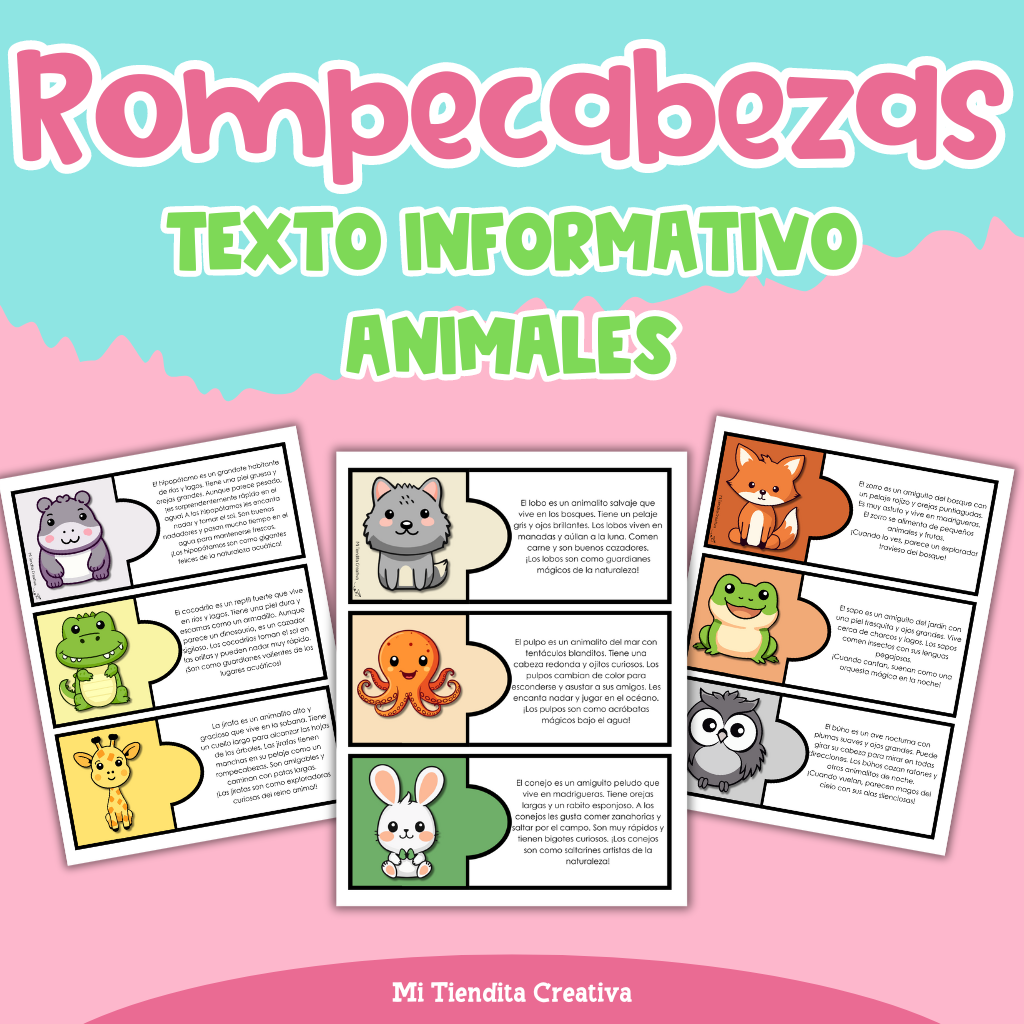 Rompecabezas
TEXTO INFORMATIVO
ANIMALES
El hipopótamo es un grandote habitante
de ríos y lagos. Tiene una piel gruesa y
orejas grandes. Aunque parece pesado,
¡es sorprendentemente rápido en el
agua! A los hipopótamos les encanta
nadar y tomar el sol. Son buenos
nadadores y pasan mucho tiempo en el
agua para mantenerse frescos.
¡Los hipopótamos son como gigantes
felices de la naturaleza acuática!
El cocodrilo es un reptil fuerte que vive
en ríos y lagos. Tiene una piel dura y
escamas como un armadillo. Aunque
parece un dinosaurio, es un cazador
sigiloso. Los cocodrilos toman el sol en
las orillas y pueden nadar muy rápido.
¡Son como guardianes valientes de los
lugares acuáticos!
La jirafa es un animalito alto y
gracioso que vive en la sabana. Tiene
un cuello largo para alcanzar las hojas
de los árboles. Las jirafas tienen
manchas en su pelaje como un
rompecabezas. Son amigables y
caminan con patas largas.
¡Las jirafas son como exploradoras
curiosas del reino animal!
El lobo es un animalito salvaje que
vive en los bosques. Tiene un pelaje
gris y ojos brillantes. Los lobos viven en
manadas y aúllan a la luna. Comen
carne y son buenos cazadores.
¡Los lobos son como guardianes
mágicos de la naturaleza!
El pulpo es un animalito del mar con
tentáculos blanditos. Tiene una
cabeza redonda y ojitos curiosos. Los
pulpos cambian de color para
esconderse y asustar a sus amigos. Les
encanta nadar y jugar en el océano.
¡Los pulpos son como acróbatas
mágicos bajo el agua!
El conejo es un amiguito peludo que
vive en madrigueras. Tiene orejas
largas y un rabito esponjoso. A los
conejos les gusta comer zanahorias y
saltar por el campo. Son muy rápidos y
tienen bigotes curiosos. ¡Los conejos
son como saltarines artistas de la
naturaleza!
El zorro es un amiguito del bosque con
un pelaje rojizo y orejas puntiagudas.
Es muy astuto y vive en madrigueras.
El zorro se alimenta de pequeños
animales y frutas.
¡Cuando lo ves, parece un explorador
travieso del bosque!
El sapo es un amiguito del jardín con
una piel fresquita y ojos grandes. Vive
cerca de charcos y lagos. Los sapos
comen insectos con sus lenguas
pegajosas.
¡Cuando cantan, suenan como una
orquesta mágica en la noche!
El búho es un ave nocturna con
plumas suaves y ojos grandes. Puede
girar su cabeza para mirar en todas
direcciones. Los búhos cazan ratones y
otros animalitos de noche.
¡Cuando vuelan, parecen magos del
cielo con sus alas silenciosas!
Mi Tiendita Creativa